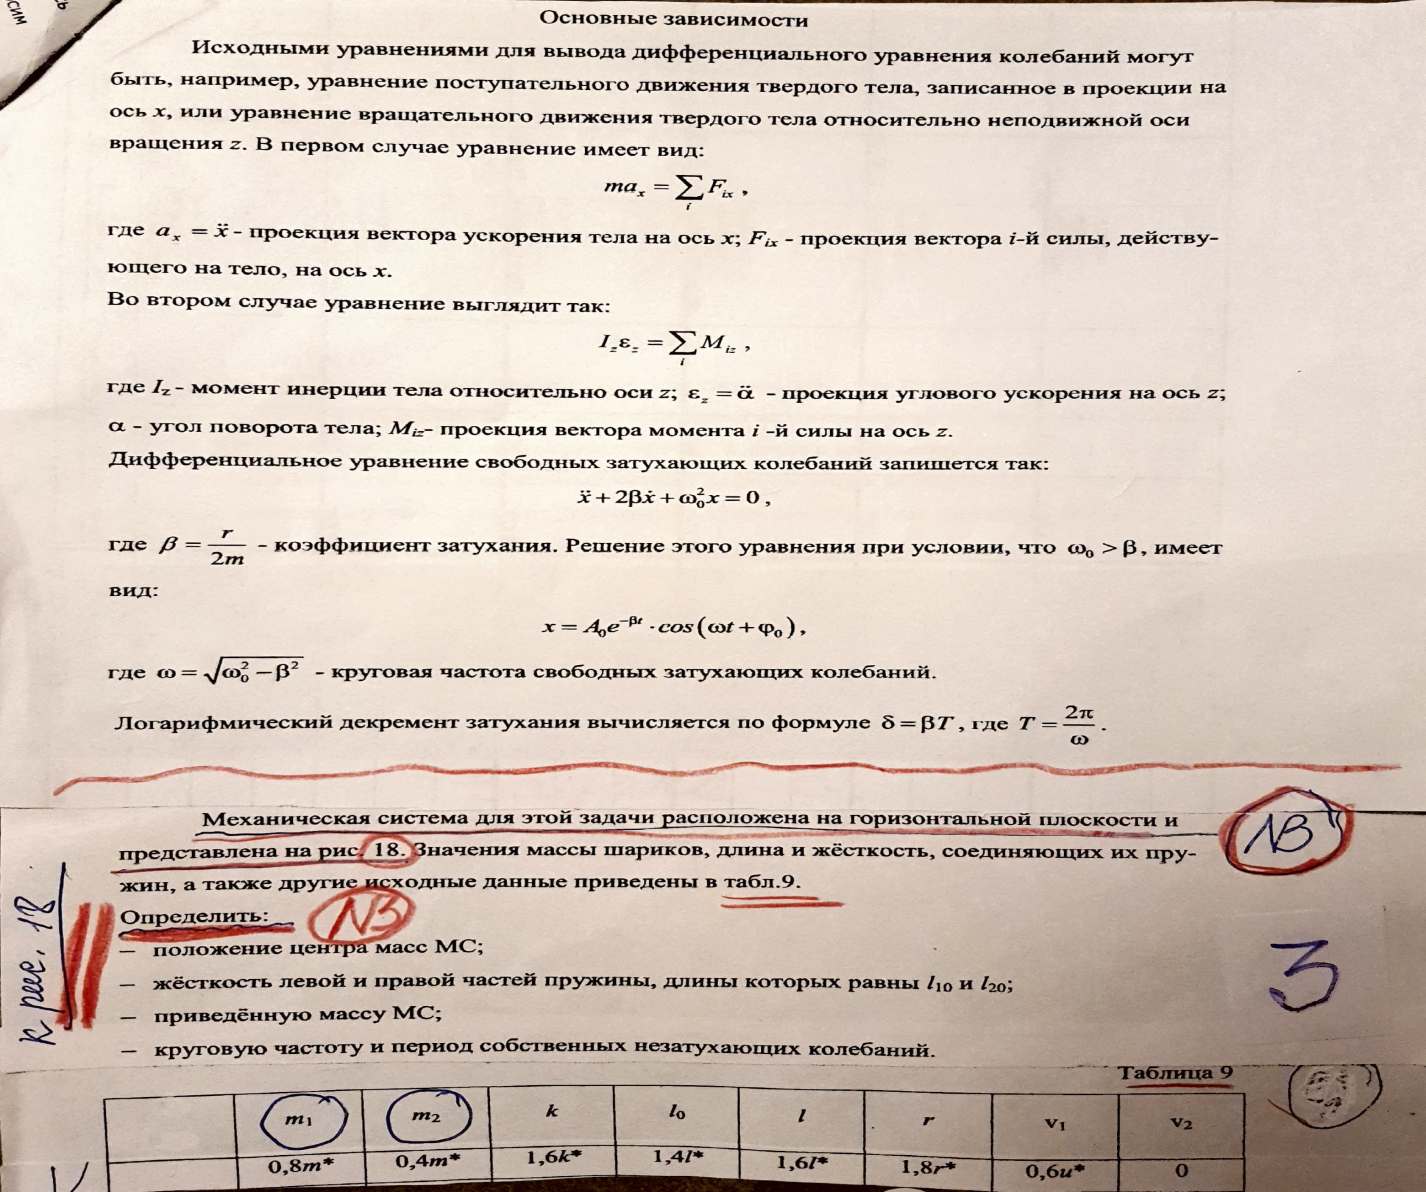 сим
сь
Основные зависимости
Исходными уравнениями для вывода дифференциального уравнения колебаний могут
быть, например, уравнение поступательного движения твердого тела, записанное в проекции на
ось x, или уравнение вращательного движения твердого тела относительно неподвижной оси
вращения z. В первом случае уравнение имеет вид:
maₓ = ∑ᵢ Fᵢₓ ,
где aₓ = ẍ - проекция вектора ускорения тела на ось x; Fᵢₓ - проекция вектора i-й силы, действу-
ющего на тело, на ось x.
Во втором случае уравнение выглядит так:
I_z ε_z = ∑ᵢ M_iz ,
где I_z - момент инерции тела относительно оси z; ε_z = α̈ - проекция углового ускорения на ось z;
α - угол поворота тела; M_iz- проекция вектора момента i -й силы на ось z.
Дифференциальное уравнение свободных затухающих колебаний запишется так:
ẍ + 2βẋ + ω₀²x = 0 ,
где β = r/2m - коэффициент затухания. Решение этого уравнения при условии, что ω₀ > β, имеет
вид:
x = A₀e^(-βt) · cos(ωt + φ₀) ,
где ω = √(ω₀² − β²) - круговая частота свободных затухающих колебаний.
Логарифмический декремент затухания вычисляется по формуле δ = βT , где T = 2π/ω .
Механическая система для этой задачи расположена на горизонтальной плоскости и
представлена на рис. 18. Значения массы шариков, длина и жёсткость, соединяющих их пру-
жин, а также другие исходные данные приведены в табл.9.
Определить: N3
— положение центра масс МС;
— жёсткость левой и правой частей пружины, длины которых равны l₁₀ и l₂₀;
— приведённую массу МС;
— круговую частоту и период собственных незатухающих колебаний.
к рис. 18
3
Таблица 9
m₁ m₂ k l₀ l r v₁ v₂
0,8m* 0,4m* 1,6k* 1,4l* 1,6l* 1,8r* 0,6u* 0